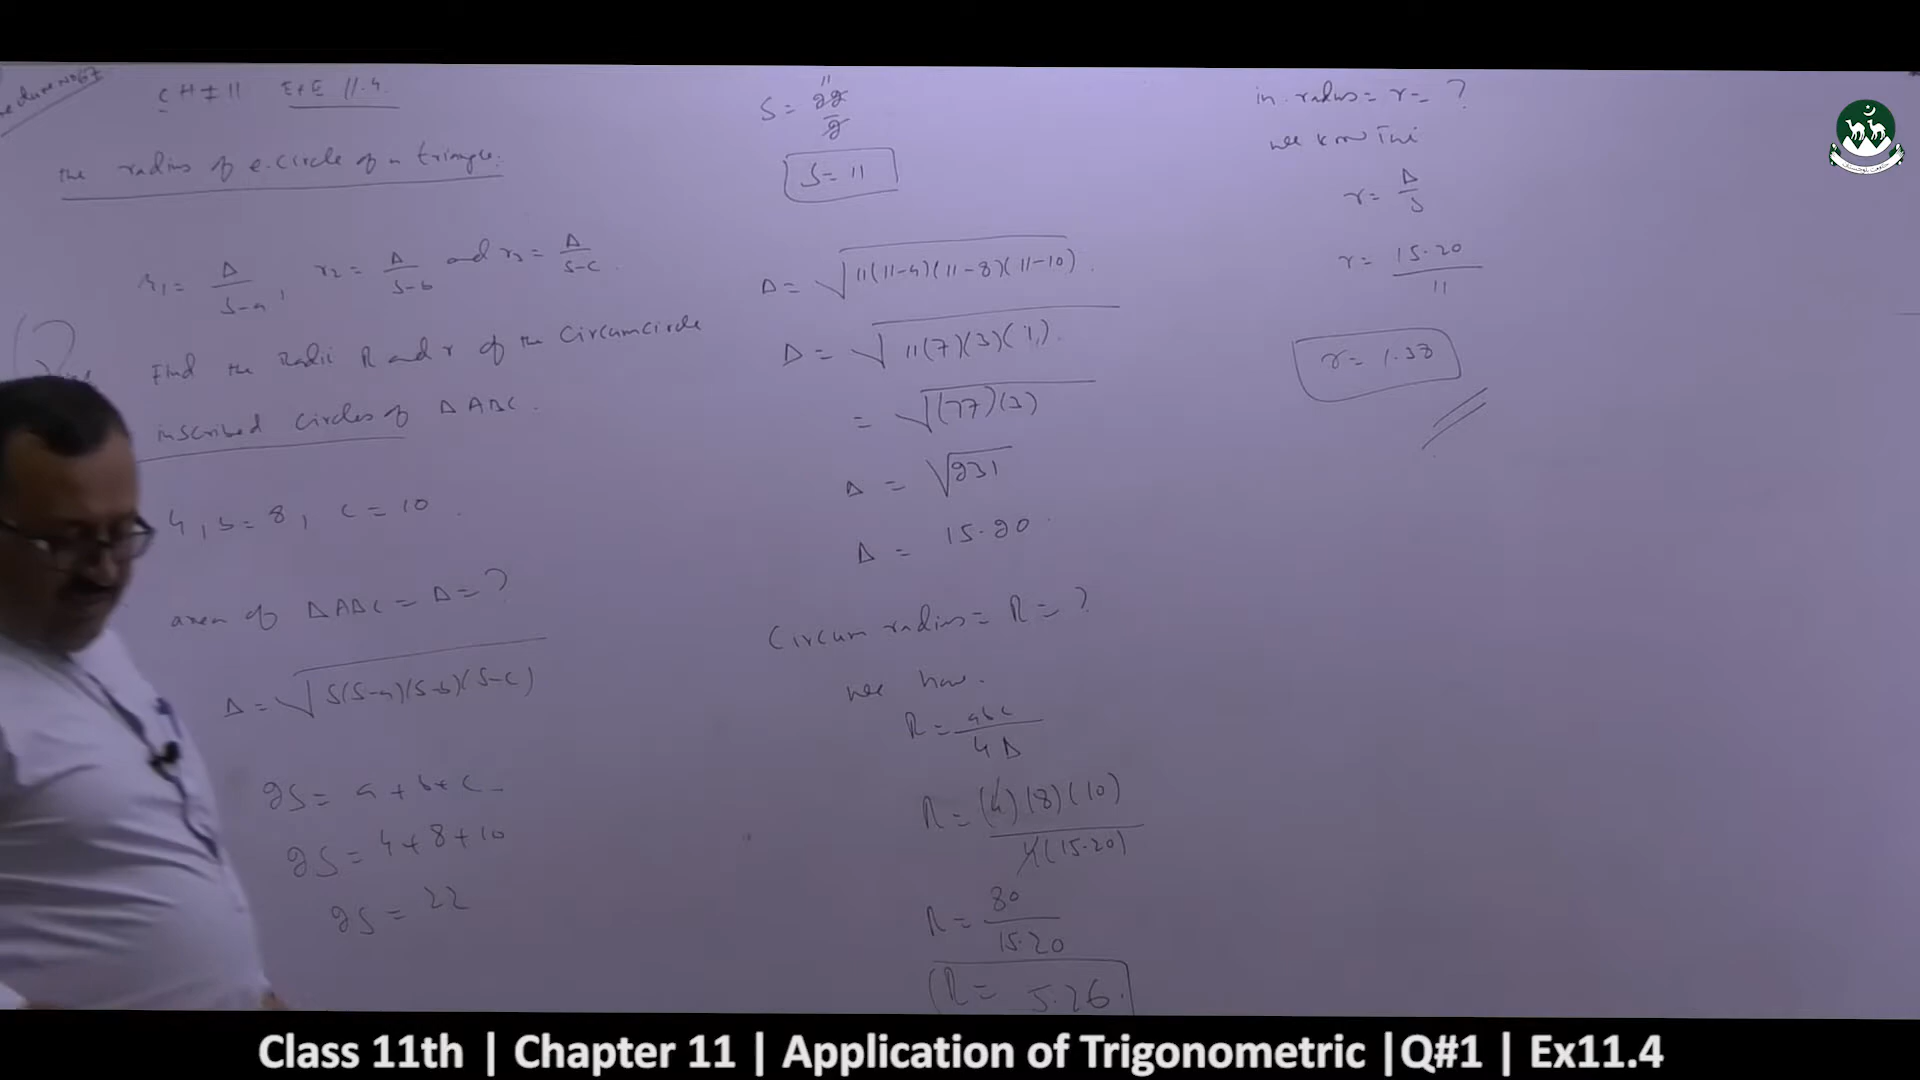 CH # 11 EXE 11.4
the radius of e.circle of a triangle:
r₁ = Δ/S-a, r₂ = Δ/S-b and r₃ = Δ/S-c.
Find the Radii R and r of the Circumcircle
inscribed circles of ΔABC.
4, b = 8, c = 10.
area of ΔABC = Δ = ?
Δ = √S(S-a)(S-b)(S-c)
2S = a + b + c
2S = 4 + 8 + 10
2S = 22
S = 22/2 11
S = 11
Δ = √11(11-4)(11-8)(11-10).
Δ = √11(7)(3)(1).
= √(77)(3)
Δ = √231
Δ = 15.20
Circum radius = R = ?
we have.
R = abc/4Δ
R = (4)(8)(10)/4(15.20)
R = 80/15.20
R = 5.26.
in. radius = r = ?
we know
r = Δ/S
r = 15.20/11
r = 1.38
Class 11th | Chapter 11 | Application of Trigonometric |Q#1 | Ex11.4